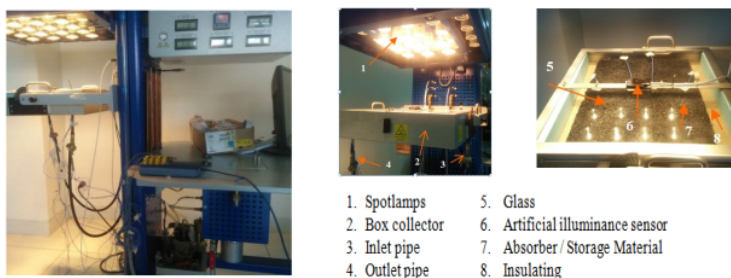 1
2
3
4
5
6
7
8
1. Spotlamps
2. Box collector
3. Inlet pipe
4. Outlet pipe
5. Glass
6. Artificial illuminance sensor
7. Absorber / Storage Material
8. Insulating